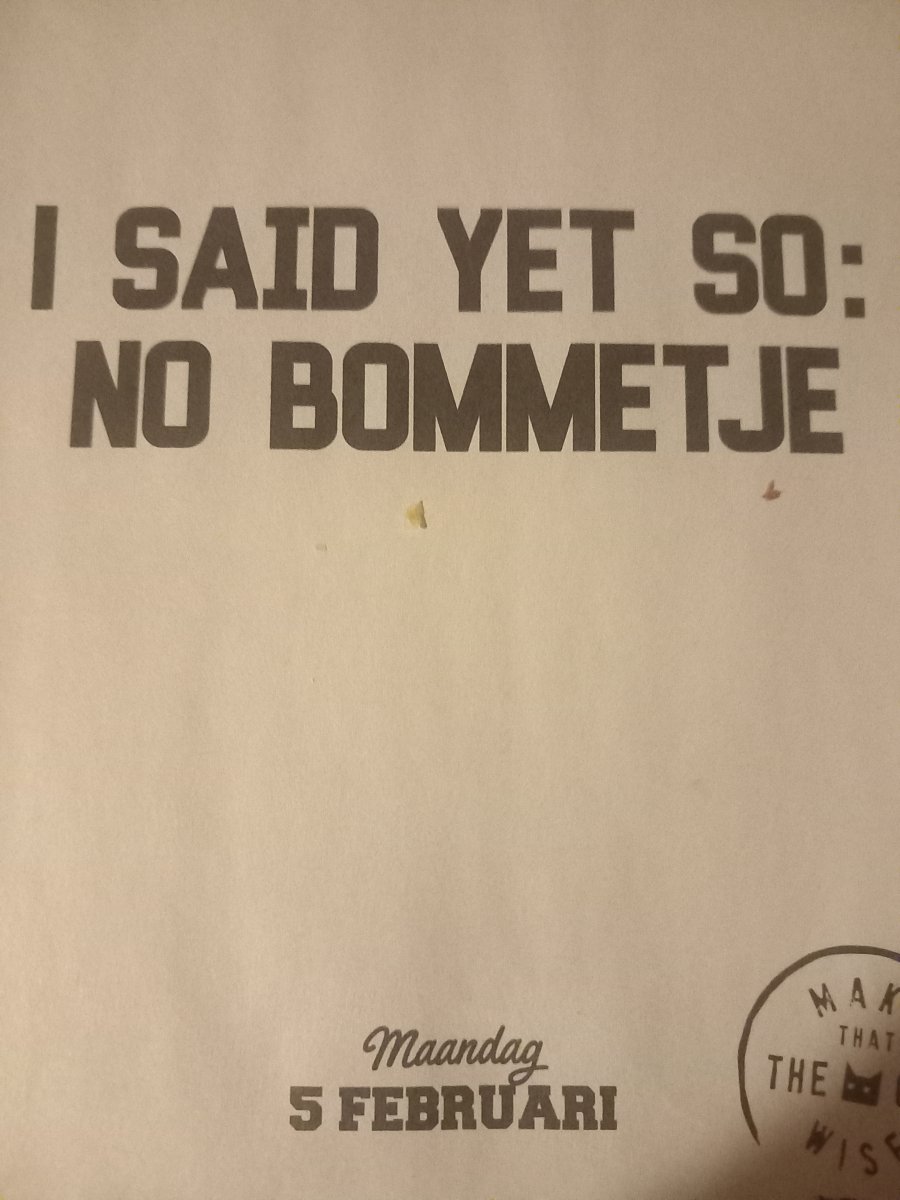 I SAID YET SO:
NO BOMMETJE
Maandag
5 FEBRUARI
THAT
THE